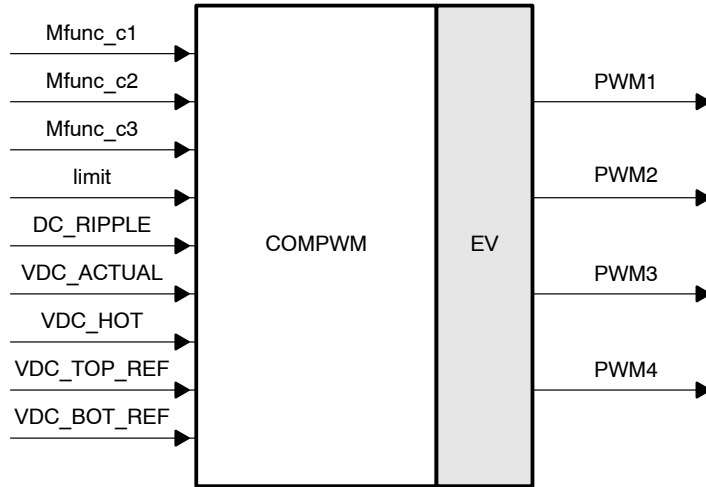 Mfunc_c1
Mfunc_c2
Mfunc_c3
limit
DC_RIPPLE
VDC_ACTUAL
VDC_HOT
VDC_TOP_REF
VDC_BOT_REF
COMPWM
EV
PWM1
PWM2
PWM3
PWM4